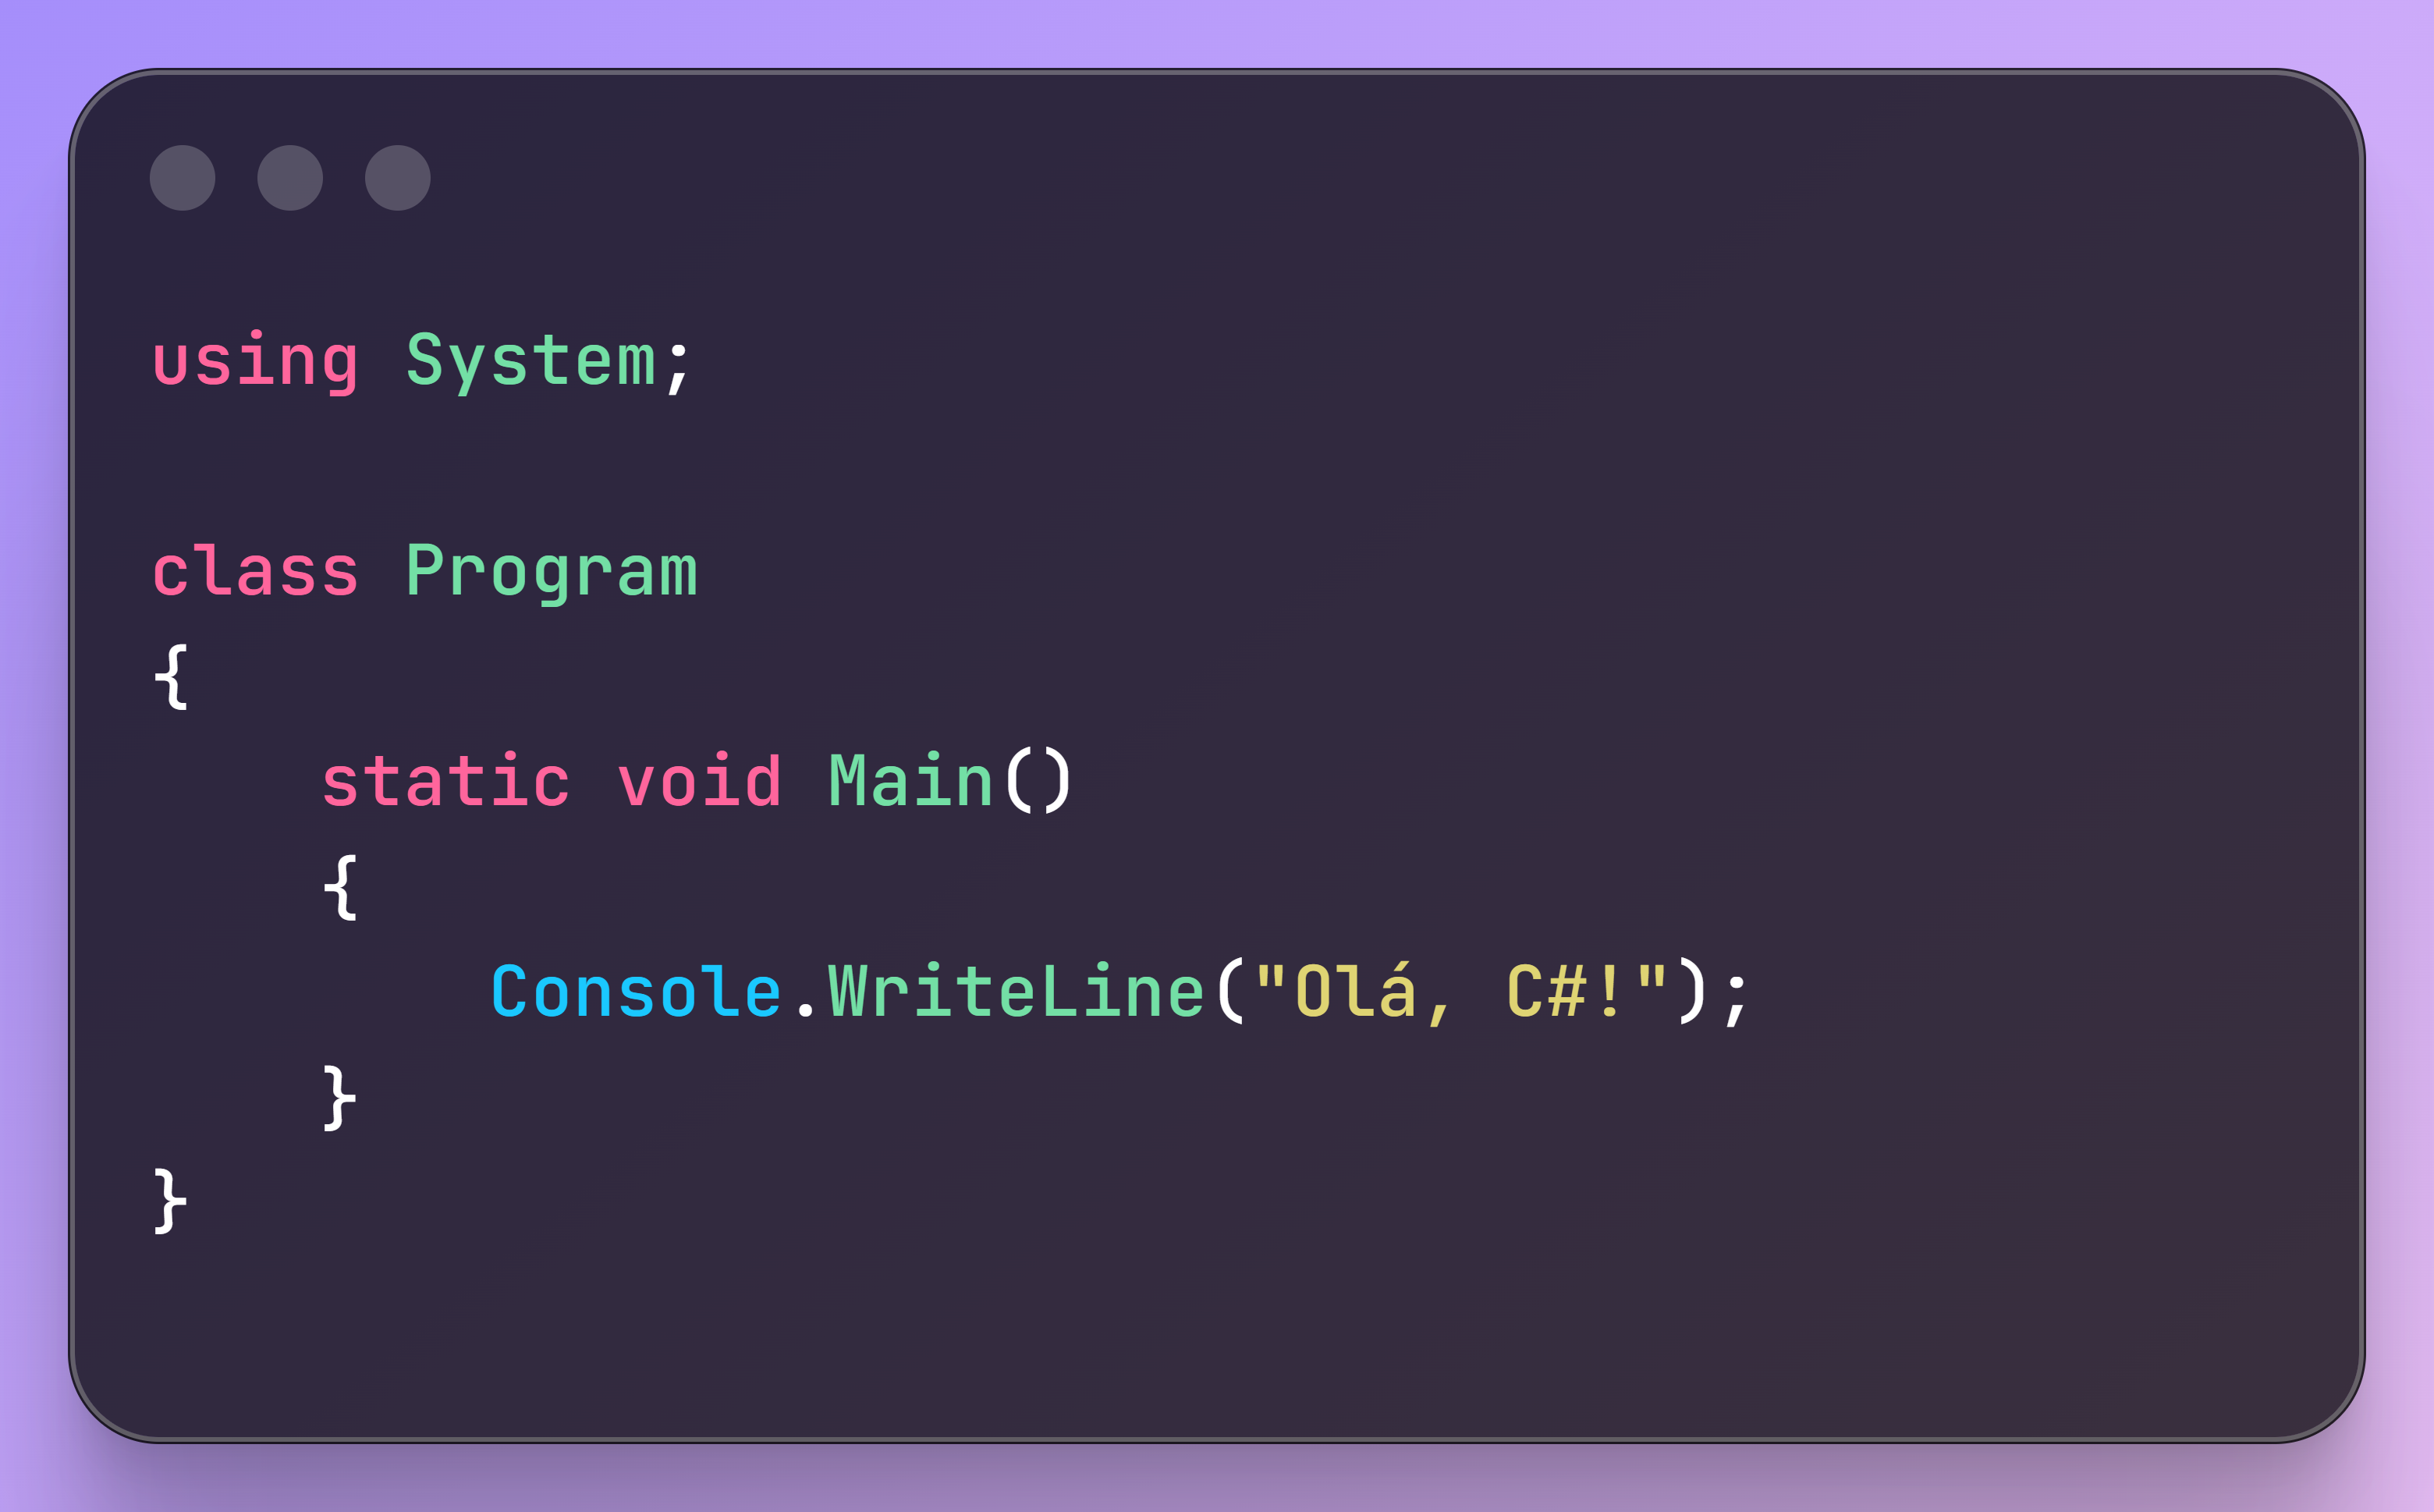 using System;

class Program
{
    static void Main()
    {
        Console.WriteLine("Olá, C#!");
    }
}